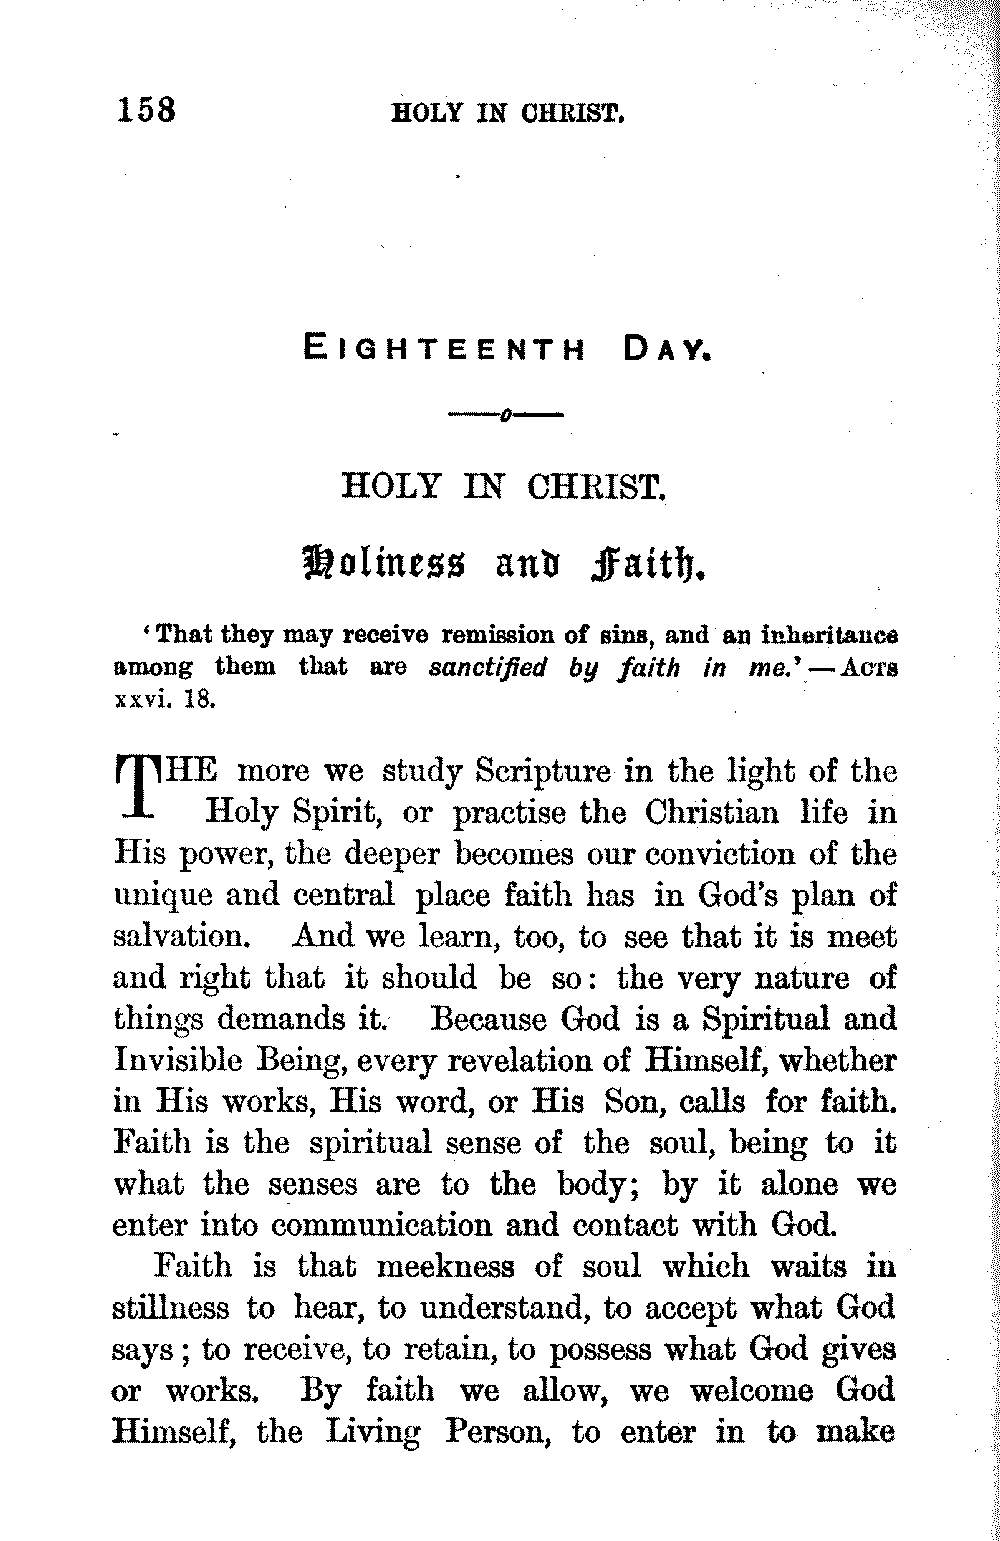 158 HOLY IN CHRIST.
EIGHTEENTH DAY.
HOLY IN CHRIST.
Holiness and Faith.
‘That they may receive remission of sins, and an inheritance
among them that are sanctified by faith in me.’—ACTS
xxvi. 18.
THE more we study Scripture in the light of the
Holy Spirit, or practise the Christian life in
His power, the deeper becomes our conviction of the
unique and central place faith has in God’s plan of
salvation. And we learn, too, to see that it is meet
and right that it should be so: the very nature of
things demands it. Because God is a Spiritual and
Invisible Being, every revelation of Himself, whether
in His works, His word, or His Son, calls for faith.
Faith is the spiritual sense of the soul, being to it
what the senses are to the body; by it alone we
enter into communication and contact with God.
Faith is that meekness of soul which waits in
stillness to hear, to understand, to accept what God
says; to receive, to retain, to possess what God gives
or works. By faith we allow, we welcome God
Himself, the Living Person, to enter in to make